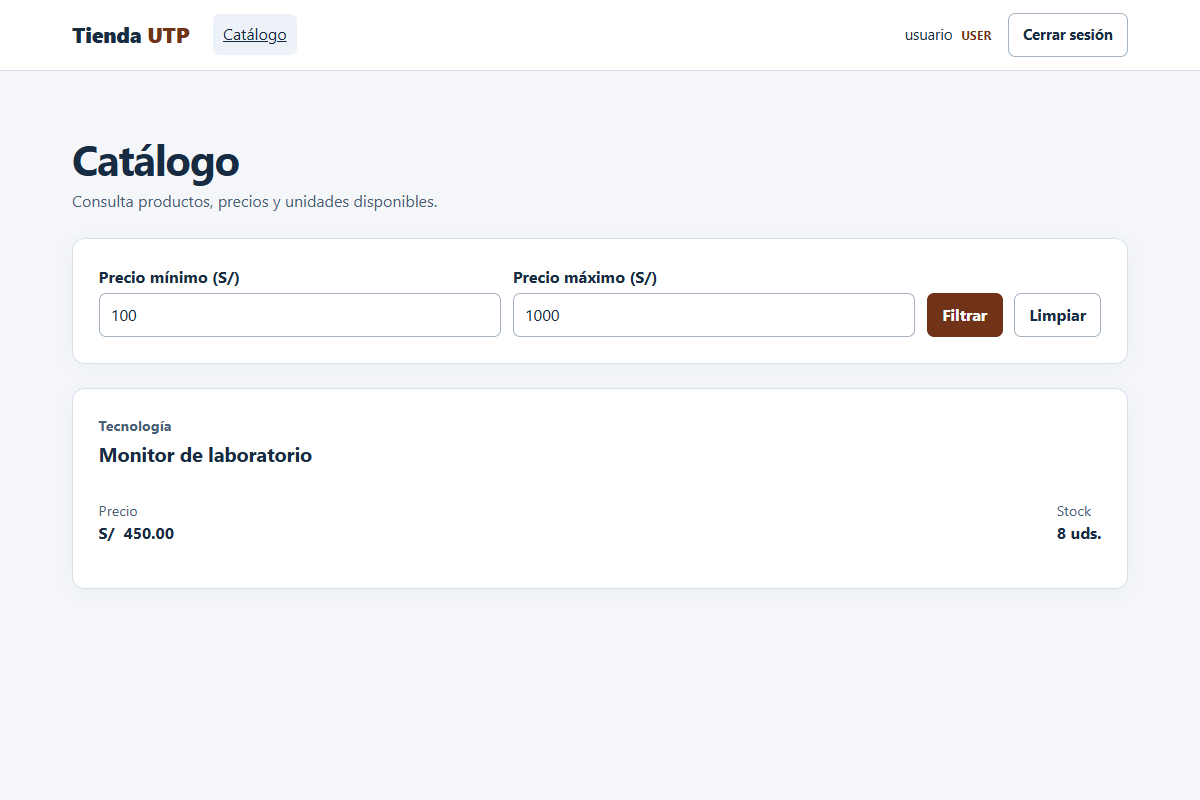 Tienda UTP Catálogo usuario USER Cerrar sesión
Catálogo
Consulta productos, precios y unidades disponibles.
Precio mínimo (S/) Precio máximo (S/)
100 1000 Filtrar Limpiar
Tecnología
Monitor de laboratorio
Precio Stock
S/ 450.00 8 uds.